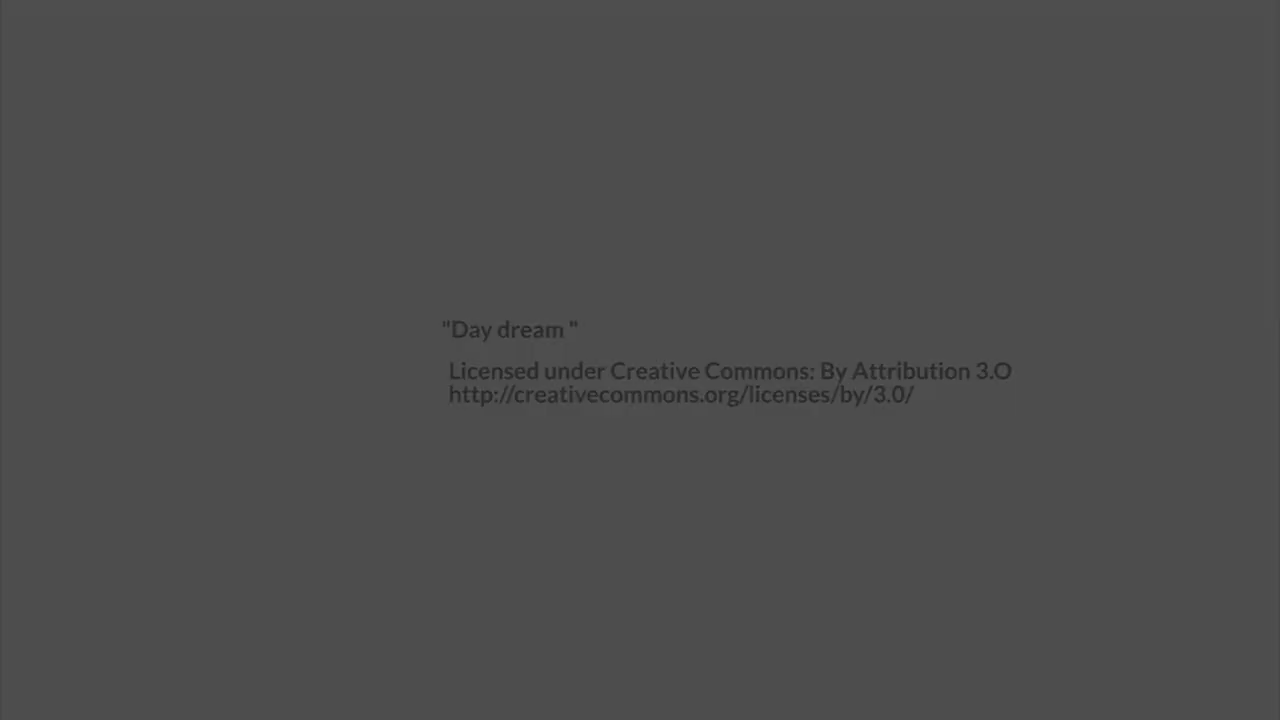 "Day dream "
Licensed under Creative Commons: By Attribution 3.O
http://creativecommons.org/licenses/by/3.0/